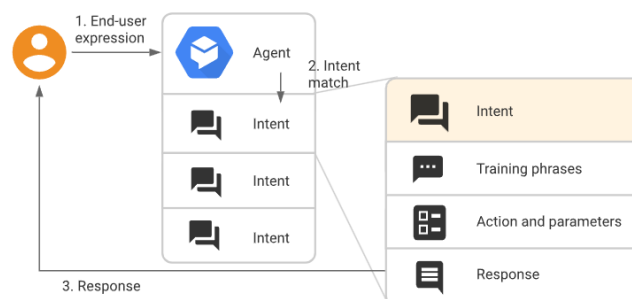 1. End-user
expression
Agent
2. Intent
match
Intent
Intent
Intent
Intent
Training phrases
Action and parameters
Response
3. Response